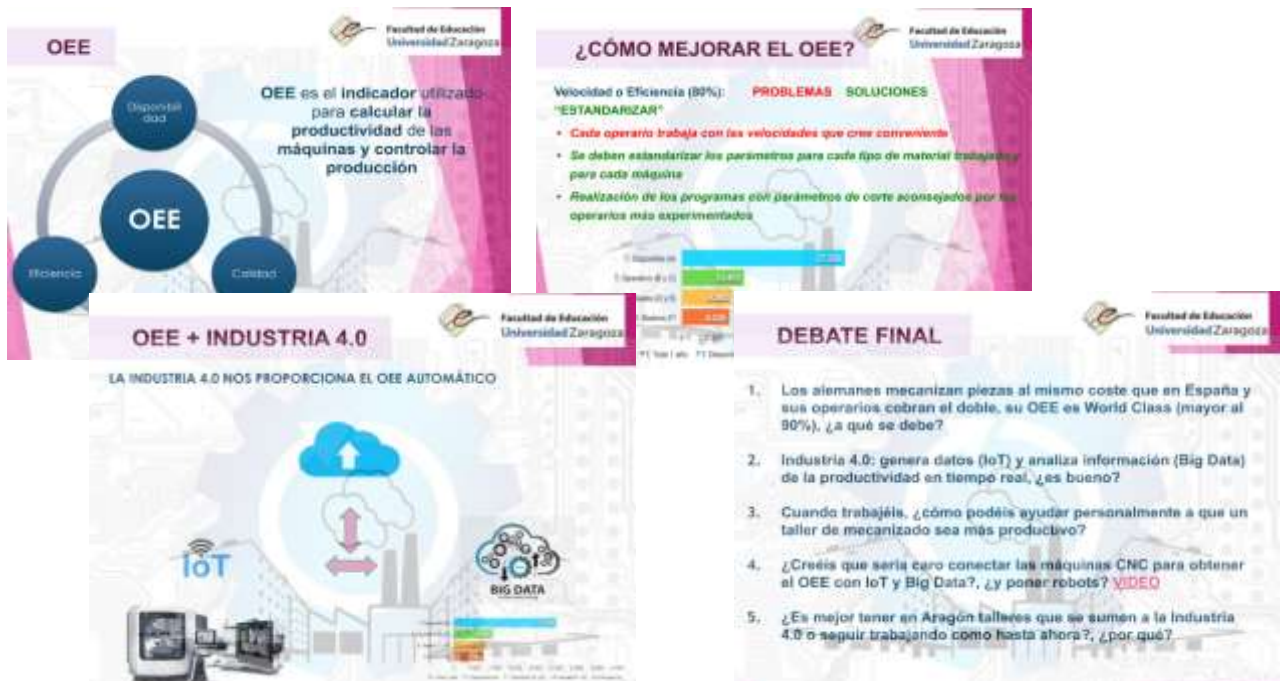 OEE
Facultad de Educación
Universidad Zaragoza
Disponibili
dad
OEE
Eficiencia
Calidad
OEE es el indicador utilizado
para calcular la
productividad de las
máquinas y controlar la
producción
¿CÓMO MEJORAR EL OEE?
Facultad de Educación
Universidad Zaragoza
Velocidad o Eficiencia (80%): PROBLEMAS SOLUCIONES
“ESTANDARIZAR”
• Cada operario trabaja con las velocidades que cree conveniente
• Se deben estandarizar los parámetros para cada tipo de material trabajado y
para cada máquina
• Realización de los programas con parámetros de corte aconsejados por los
operarios más experimentados
OEE + INDUSTRIA 4.0
Facultad de Educación
Universidad Zaragoza
LA INDUSTRIA 4.0 NOS PROPORCIONA EL OEE AUTOMÁTICO
IoT
BIG DATA
DEBATE FINAL
Facultad de Educación
Universidad Zaragoza
1. Los alemanes mecanizan piezas al mismo coste que en España y
sus operarios cobran el doble, su OEE es World Class (mayor al
90%), ¿a qué se debe?
2. Industria 4.0: genera datos (IoT) y analiza información (Big Data)
de la productividad en tiempo real, ¿es bueno?
3. Cuando trabajéis, ¿cómo podéis ayudar personalmente a que un
taller de mecanizado sea más productivo?
4. ¿Creéis que sería caro conectar las máquinas CNC para obtener
el OEE con IoT y Big Data?, ¿y poner robots? VIDEO
5. ¿Es mejor tener en Aragón talleres que se sumen a la Industria
4.0 o seguir trabajando como hasta ahora?, ¿por qué?